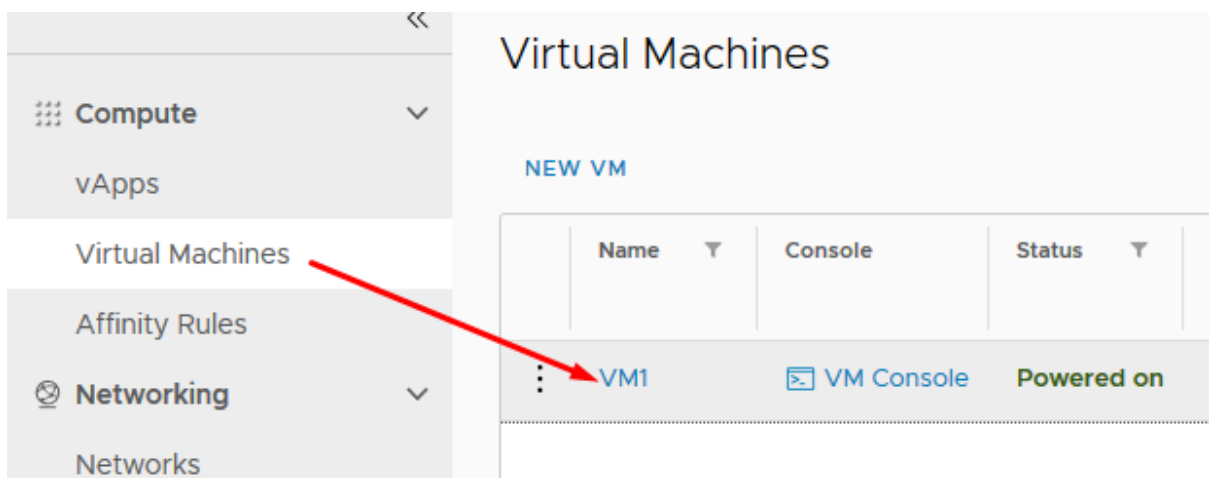 Compute
vApps
Virtual Machines
Affinity Rules
Networking
Networks
Virtual Machines
NEW VM
Name Console Status
VM1 VM Console Powered on